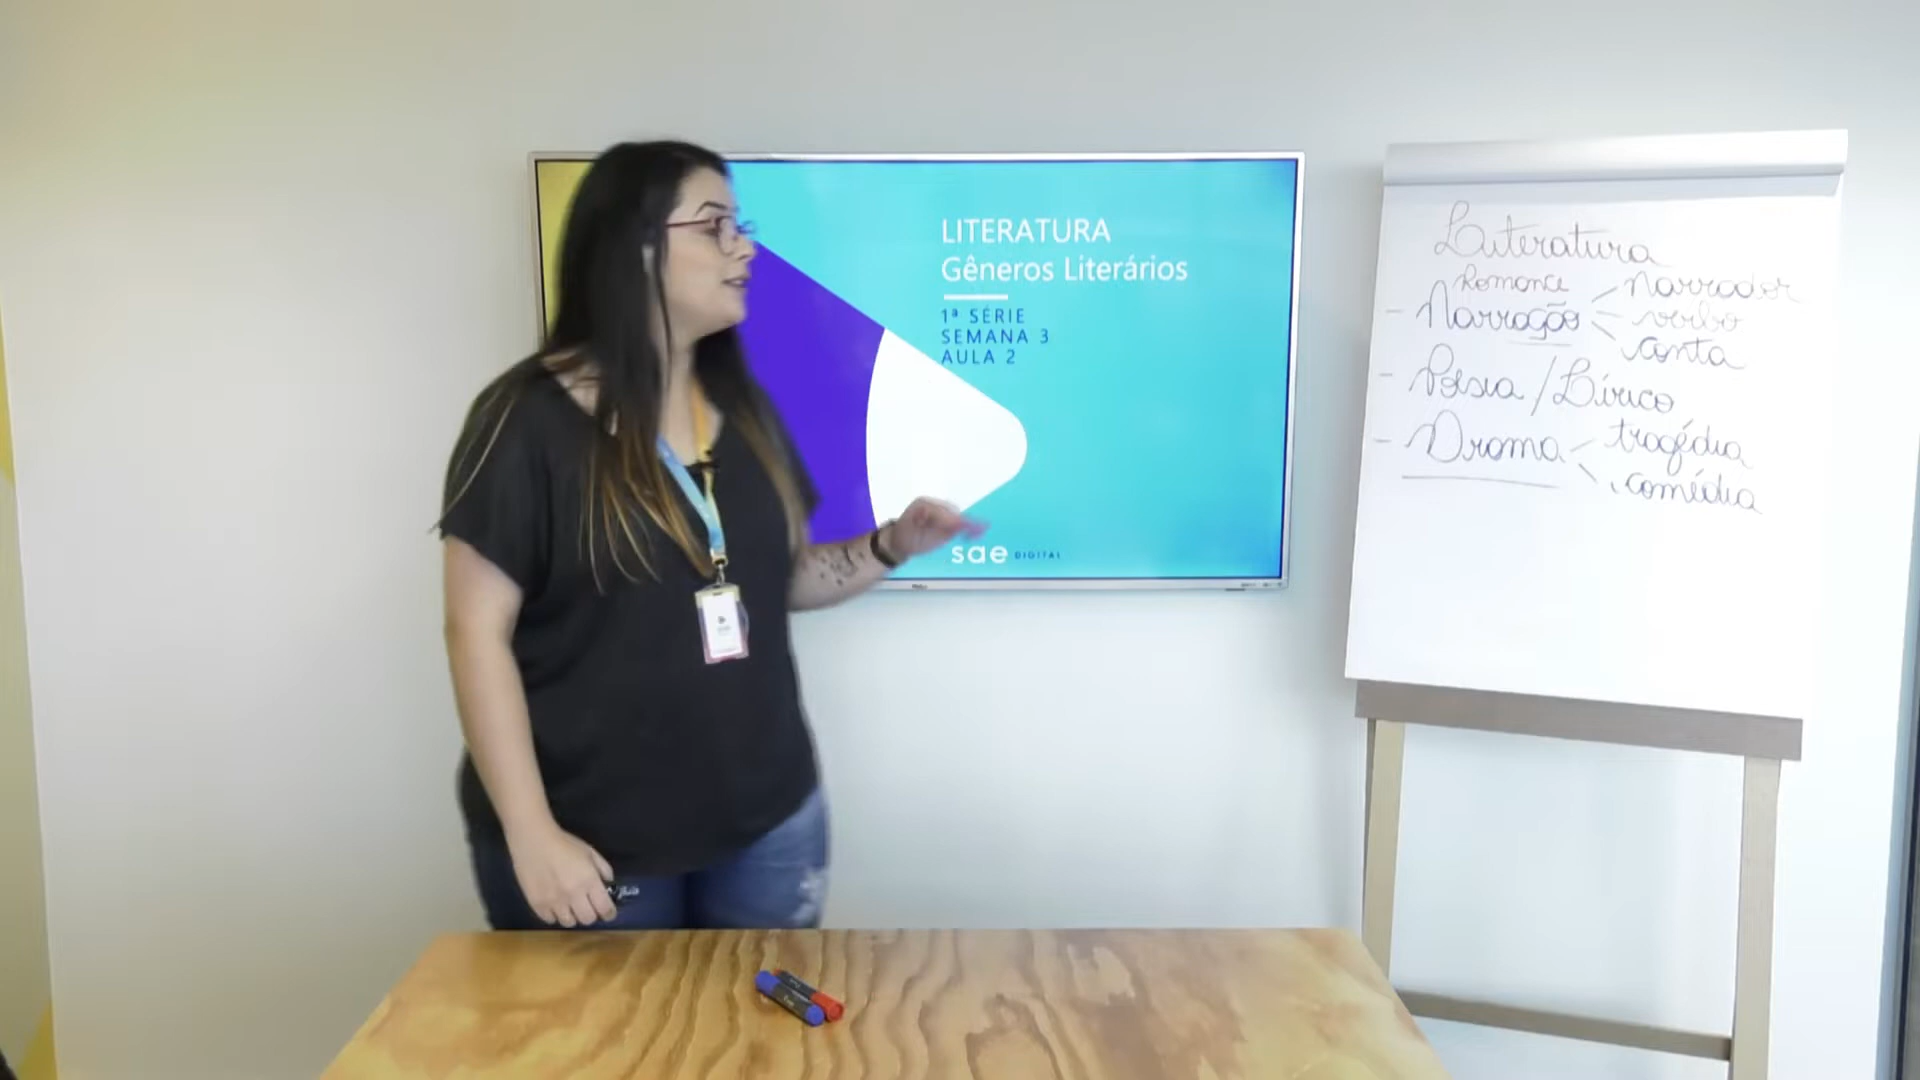 LITERATURA
Gêneros Literários
1ª SÉRIE
SEMANA 3
AULA 2
sae DIGITAL
Literatura
Romance
- Narração - narrador
- verbo
- conta
- Poesia / Lírico
- Drama - tragédia
- comédia